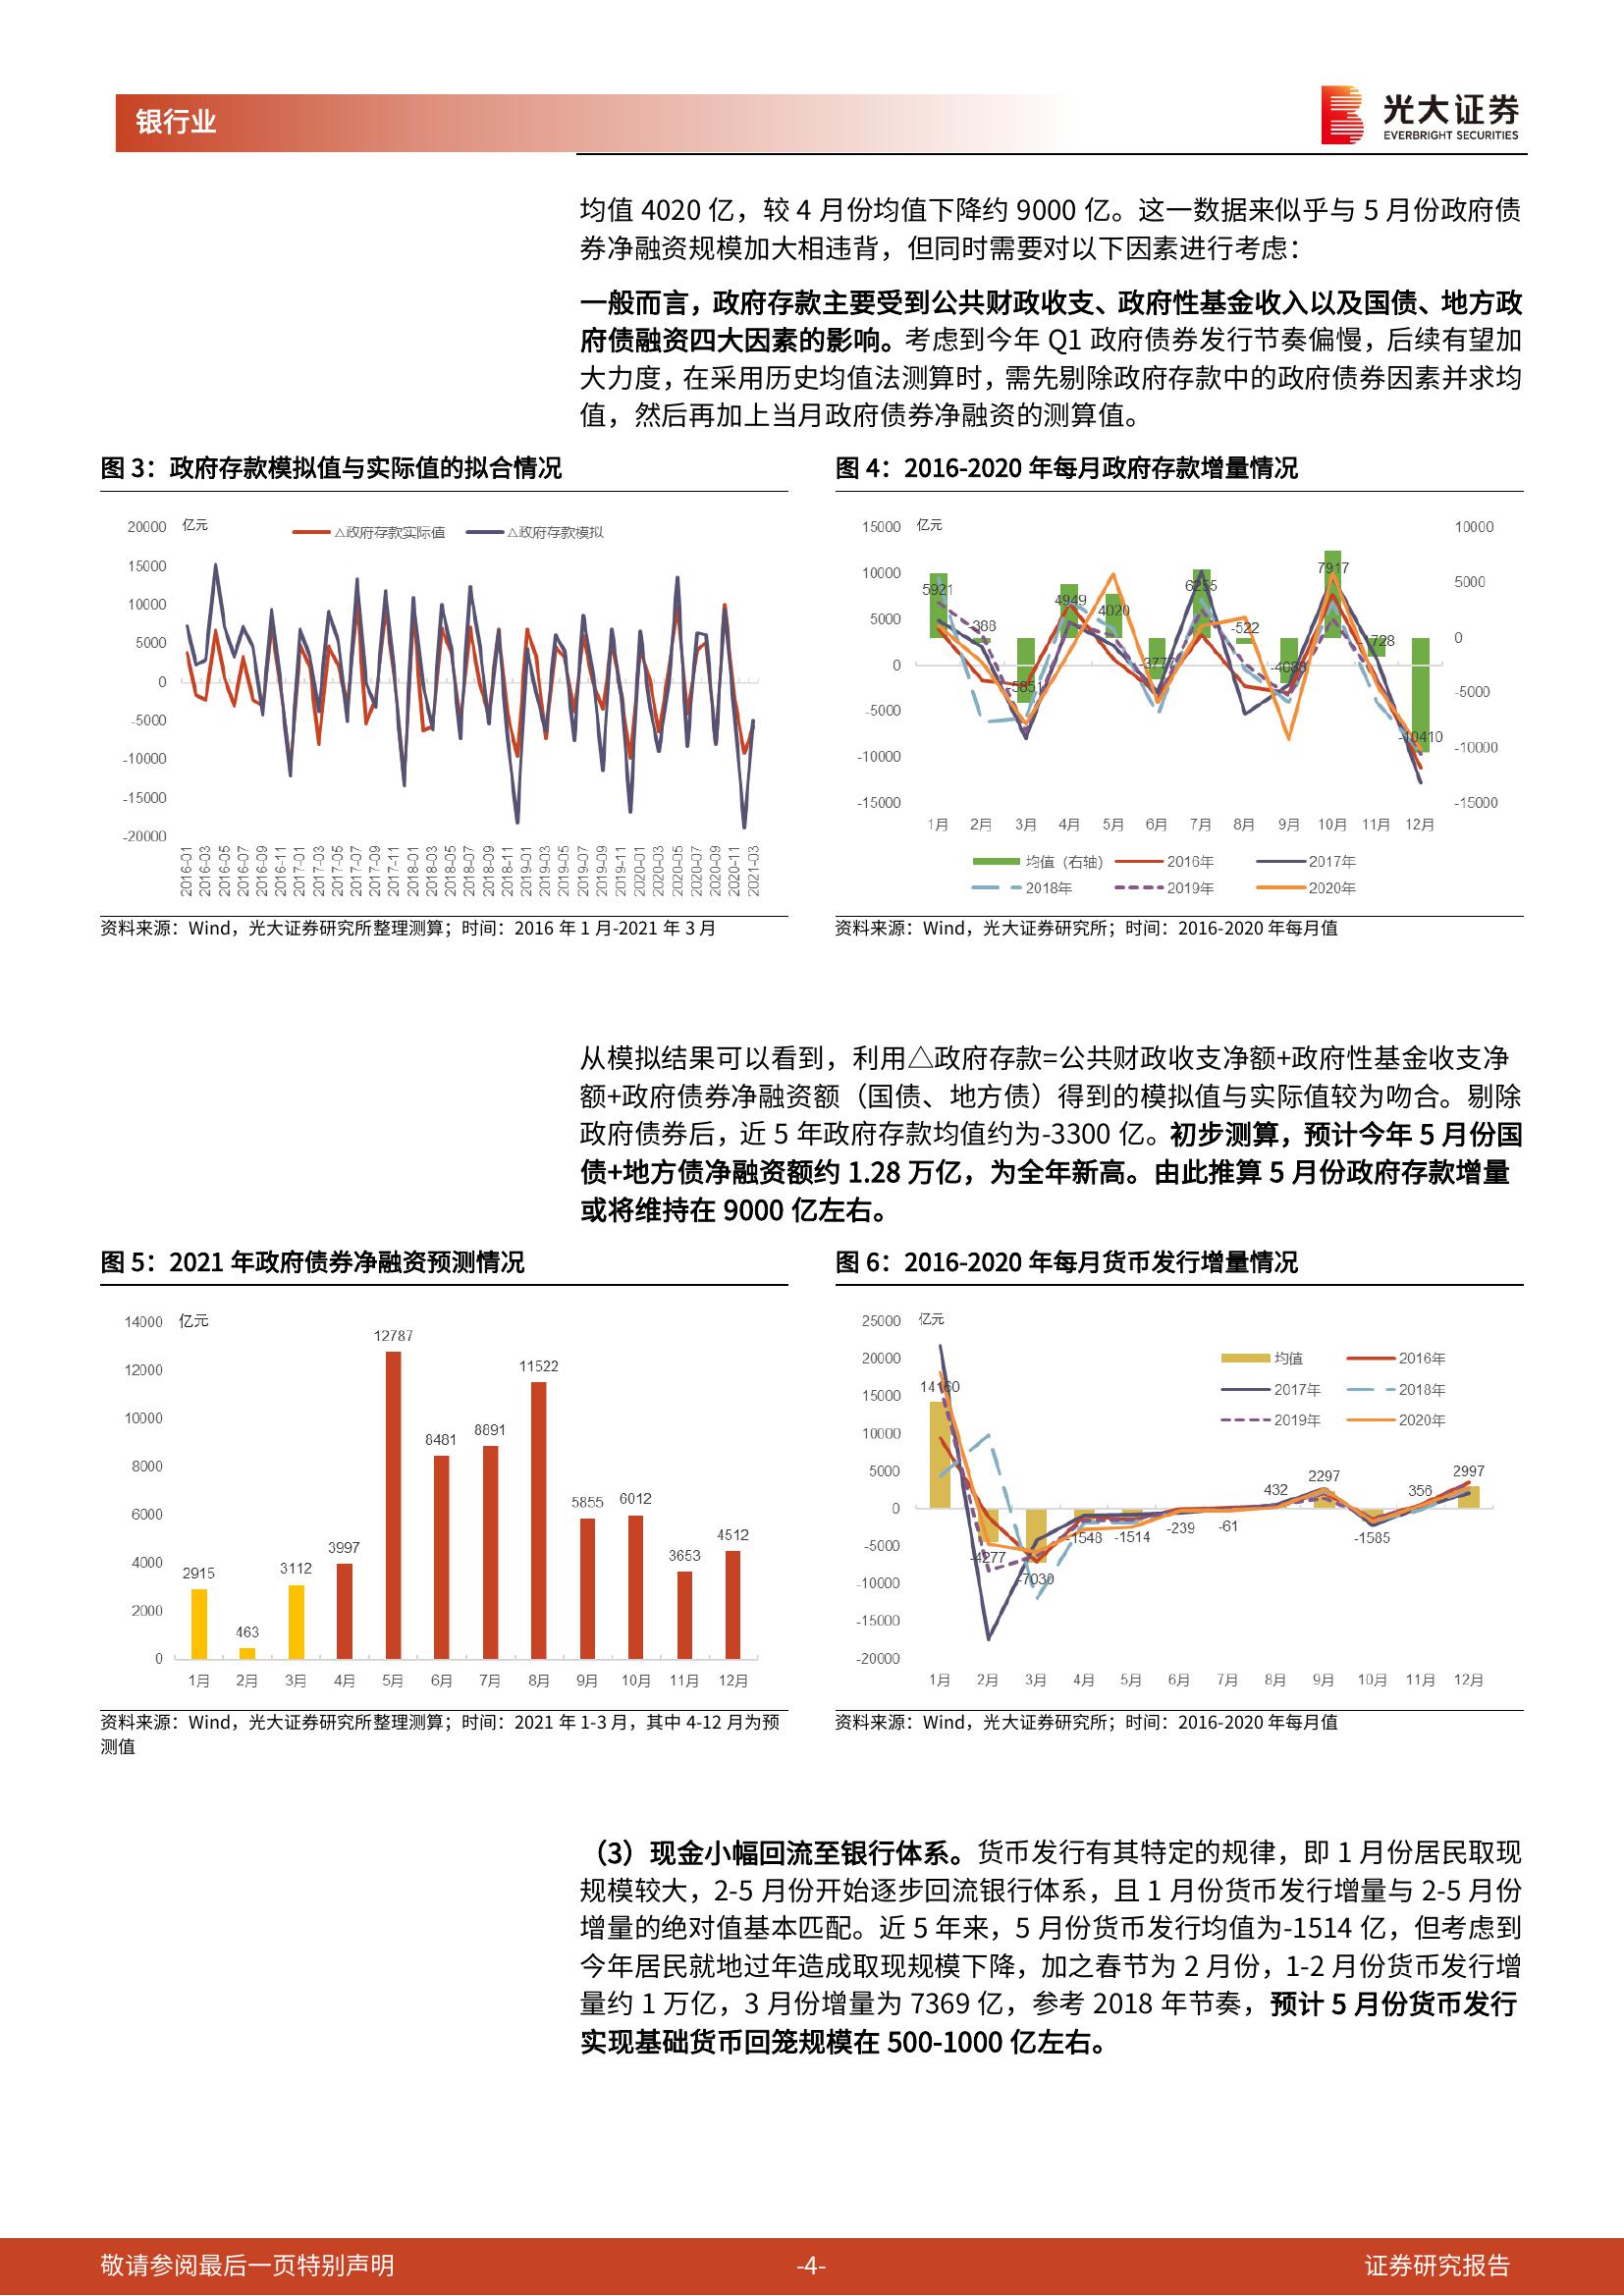 银行业
光大证券
EVERBRIGHT SECURITIES
均值 4020 亿，较 4 月份均值下降约 9000 亿。这一数据来似乎与 5 月份政府债
券净融资规模加大相违背，但同时需要对以下因素进行考虑：
一般而言，政府存款主要受到公共财政收支、政府性基金收入以及国债、地方政
府债融资四大因素的影响。考虑到今年 Q1 政府债券发行节奏偏慢，后续有望加
大力度，在采用历史均值法测算时，需先剔除政府存款中的政府债券因素并求均
值，然后再加上当月政府债券净融资的测算值。
图 3：政府存款模拟值与实际值的拟合情况
亿元
△政府存款实际值 △政府存款模拟
20000
15000
10000
5000
0
-5000
-10000
-15000
-20000
2016-01 2016-03 2016-05 2016-07 2016-09 2016-11 2017-01 2017-03 2017-05 2017-07 2017-09 2017-11 2018-01 2018-03 2018-05 2018-07 2018-09 2018-11 2019-01 2019-03 2019-05 2019-07 2019-09 2019-11 2020-01 2020-03 2020-05 2020-07 2020-09 2020-11 2021-03
资料来源：Wind，光大证券研究所整理测算；时间：2016 年 1 月-2021 年 3 月
图 4：2016-2020 年每月政府存款增量情况
亿元
15000
10000
5000
0
-5000
-10000
-15000
10000
5000
0
-5000
-10000
-15000
5921 -388 -5851 4949 4020 -3777 6255 -522 7917 -1728 -10410
1月 2月 3月 4月 5月 6月 7月 8月 9月 10月 11月 12月
均值（右轴） 2016年 2017年
2018年 2019年 2020年
资料来源：Wind，光大证券研究所；时间：2016-2020 年每月值
从模拟结果可以看到，利用△政府存款=公共财政收支净额+政府性基金收支净
额+政府债券净融资额（国债、地方债）得到的模拟值与实际值较为吻合。剔除
政府债券后，近 5 年政府存款均值约为-3300 亿。初步测算，预计今年 5 月份国
债+地方债净融资额约 1.28 万亿，为全年新高。由此推算 5 月份政府存款增量
或将维持在 9000 亿左右。
图 5：2021 年政府债券净融资预测情况
亿元
14000
12000
10000
8000
6000
4000
2000
0
2915 463 3112 3997 12787 8481 8891 11522 5855 6012 3653 4512
1月 2月 3月 4月 5月 6月 7月 8月 9月 10月 11月 12月
资料来源：Wind，光大证券研究所整理测算；时间：2021 年 1-3 月，其中 4-12 月为预
测值
图 6：2016-2020 年每月货币发行增量情况
亿元
25000
20000
15000
10000
5000
0
-5000
-10000
-15000
-20000
均值 2016年
2017年 2018年
2019年 2020年
14160 -4277 -7030 -1548 -1514 -239 -61 432 2297 -1585 356 2997
1月 2月 3月 4月 5月 6月 7月 8月 9月 10月 11月 12月
资料来源：Wind，光大证券研究所；时间：2016-2020 年每月值
（3）现金小幅回流至银行体系。货币发行有其特定的规律，即 1 月份居民取现
规模较大，2-5 月份开始逐步回流银行体系，且 1 月份货币发行增量与 2-5 月份
增量的绝对值基本匹配。近 5 年来，5 月份货币发行均值为-1514 亿，但考虑到
今年居民就地过年造成取现规模下降，加之春节为 2 月份，1-2 月份货币发行增
量约 1 万亿，3 月份增量为 7369 亿，参考 2018 年节奏，预计 5 月份货币发行
实现基础货币回笼规模在 500-1000 亿左右。
敬请参阅最后一页特别声明
-4-
证券研究报告